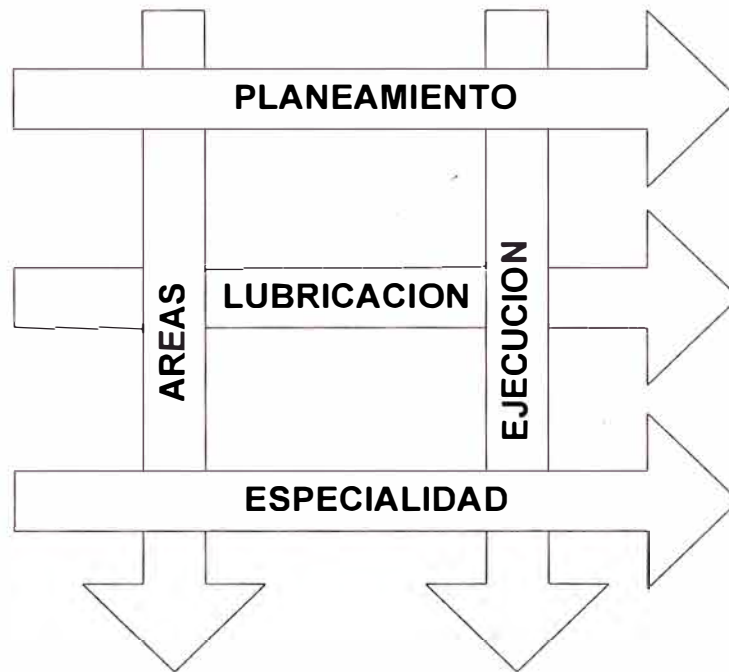 PLANEAMIENTO
LUBRICACION
AREAS
EJECUCION
ESPECIALIDAD